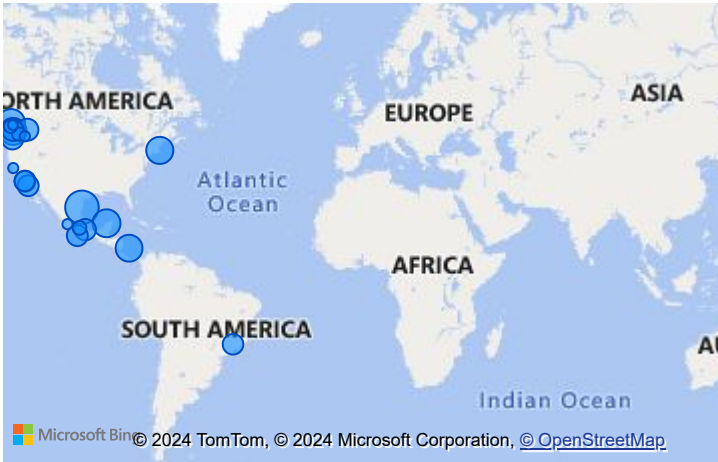 ORTH AMERICA
EUROPE
ASIA
Atlantic
Ocean
AFRICA
SOUTH AMERICA
AU
Indian Ocean
Microsoft Bing
© 2024 TomTom, © 2024 Microsoft Corporation, © OpenStreetMap